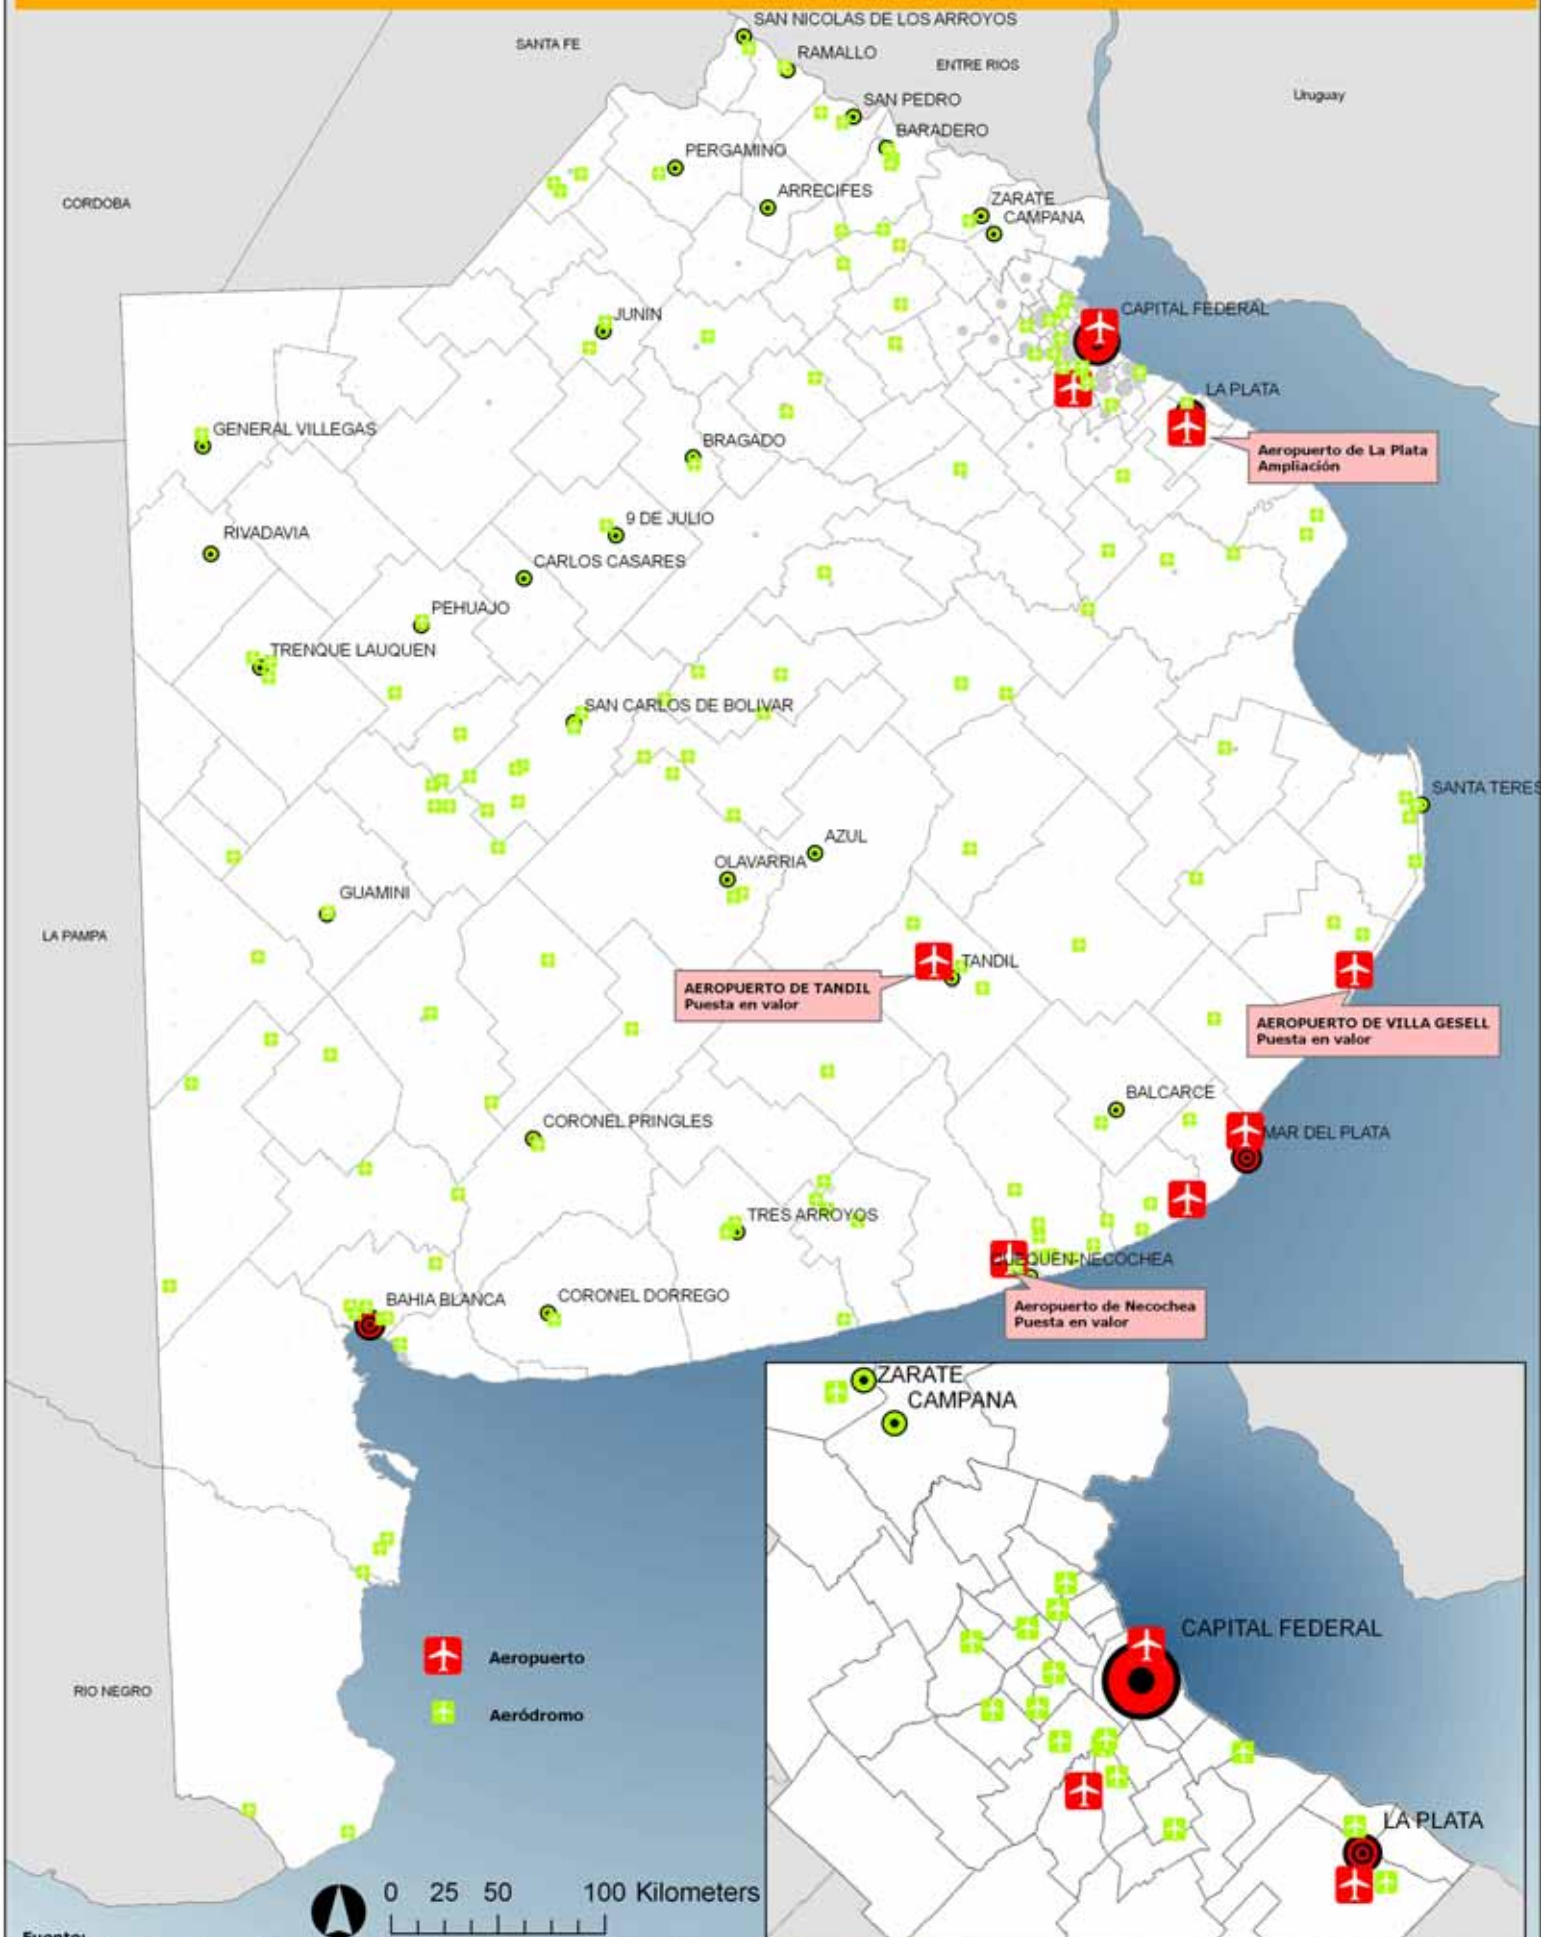 SAN NICOLAS DE LOS ARROYOS
SANTA FE
RAMALLO
ENTRE RIOS
Uruguay
SAN PEDRO
BARADERO
PERGAMINO
ARRECIFES
CORDOBA
ZARATE
CAMPANA
CAPITAL FEDERAL
JUNIN
LA PLATA
GENERAL VILLEGAS
BRAGADO
Aeropuerto de La Plata
Ampliación
9 DE JULIO
RIVADAVIA
CARLOS CASARES
PEHUAJO
TRENQUE LAUQUEN
SAN CARLOS DE BOLIVAR
SANTA TERES
AZUL
OLAVARRIA
GUAMINI
LA PAMPA
TANDIL
AEROPUERTO DE TANDIL
Puesta en valor
AEROPUERTO DE VILLA GESELL
Puesta en valor
BALCARCE
CORONEL PRINGLES
MAR DEL PLATA
TRES ARROYOS
QUEQUEN-NECOCHEA
BAHIA BLANCA
CORONEL DORREGO
Aeropuerto de Necochea
Puesta en valor
ZARATE
CAMPANA
CAPITAL FEDERAL
Aeropuerto
RIO NEGRO
Aeródromo
LA PLATA
0 25 50 100 Kilometers
Fuente: